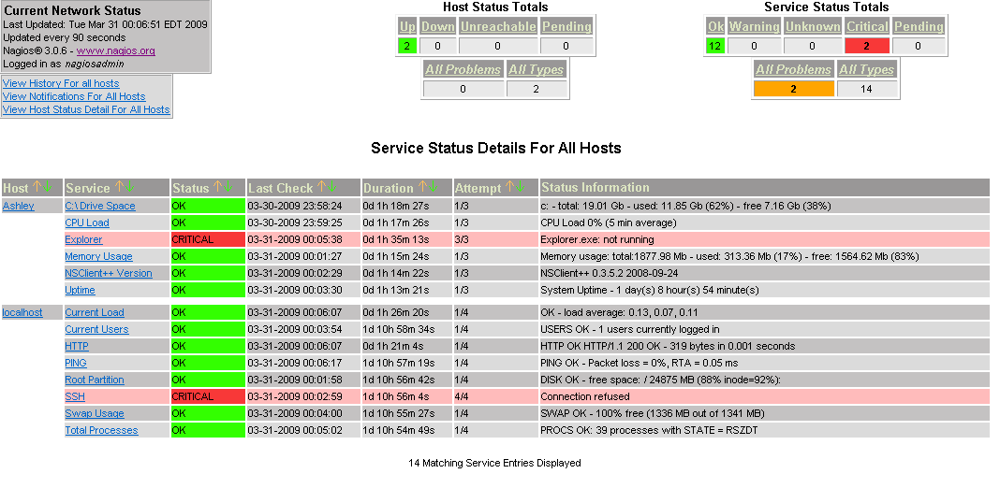 Current Network Status
Last Updated: Tue Mar 31 00:06:51 EDT 2009
Updated every 90 seconds
Nagios® 3.0.6 - www.nagios.org
Logged in as nagiosadmin
View History For all hosts
View Notifications For All Hosts
View Host Status Detail For All Hosts
Host Status Totals
Up Down Unreachable Pending
2 0 0 0
All Problems All Types
0 2
Service Status Totals
Ok Warning Unknown Critical Pending
12 0 0 2 0
All Problems All Types
2 14
Service Status Details For All Hosts
Host Service Status Last Check Duration Attempt Status Information
Ashley C:\ Drive Space OK 03-30-2009 23:58:24 0d 1h 18m 27s 1/3 c: - total: 19.01 Gb - used: 11.85 Gb (62%) - free 7.16 Gb (38%)
CPU Load OK 03-30-2009 23:59:25 0d 1h 17m 26s 1/3 CPU Load 0% (5 min average)
Explorer CRITICAL 03-31-2009 00:05:38 0d 1h 35m 13s 3/3 Explorer.exe: not running
Memory Usage OK 03-31-2009 00:01:27 0d 1h 15m 24s 1/3 Memory usage: total:1877.98 Mb - used: 313.36 Mb (17%) - free: 1564.62 Mb (83%)
NSClient++ Version OK 03-31-2009 00:02:29 0d 1h 14m 22s 1/3 NSClient++ 0.3.5.2 2008-09-24
Uptime OK 03-31-2009 00:03:30 0d 1h 13m 21s 1/3 System Uptime - 1 day(s) 8 hour(s) 54 minute(s)
localhost Current Load OK 03-31-2009 00:06:07 0d 1h 26m 20s 1/4 OK - load average: 0.13, 0.07, 0.11
Current Users OK 03-31-2009 00:03:54 1d 10h 58m 34s 1/4 USERS OK - 1 users currently logged in
HTTP OK 03-31-2009 00:06:07 0d 1h 21m 4s 1/4 HTTP OK HTTP/1.1 200 OK - 319 bytes in 0.001 seconds
PING OK 03-31-2009 00:06:17 1d 10h 57m 19s 1/4 PING OK - Packet loss = 0%, RTA = 0.05 ms
Root Partition OK 03-31-2009 00:01:58 1d 10h 56m 42s 1/4 DISK OK - free space: / 24875 MB (88% inode=92%):
SSH CRITICAL 03-31-2009 00:02:59 1d 10h 56m 4s 4/4 Connection refused
Swap Usage OK 03-31-2009 00:04:00 1d 10h 55m 27s 1/4 SWAP OK - 100% free (1336 MB out of 1341 MB)
Total Processes OK 03-31-2009 00:05:02 1d 10h 54m 49s 1/4 PROCS OK: 39 processes with STATE = RSZDT
14 Matching Service Entries Displayed